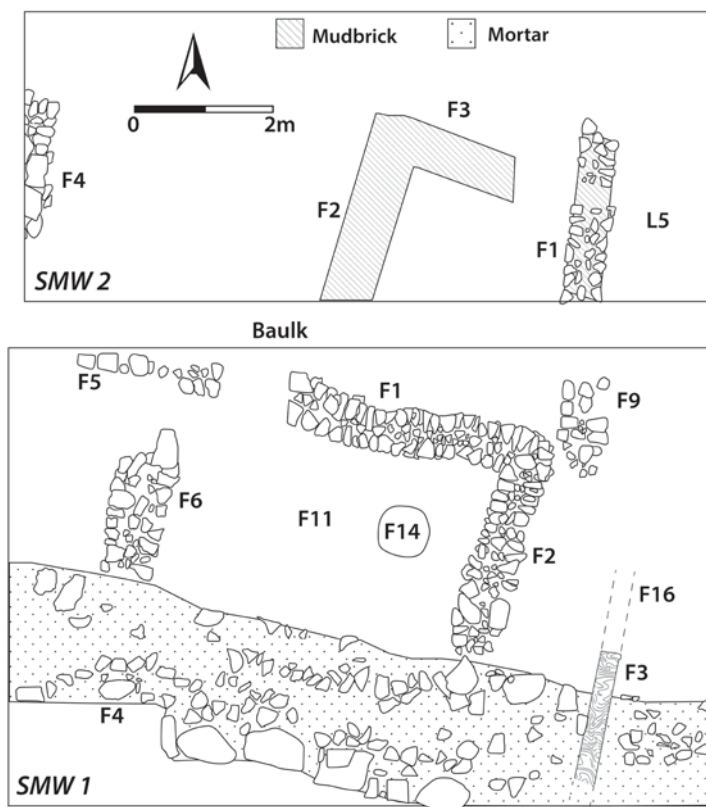 Mudbrick
Mortar
0
2m
F3
F4
F2
F1
L5
SMW 2
Baulk
F5
F1
F9
F6
F11
F14
F2
F16
F3
F4
SMW 1